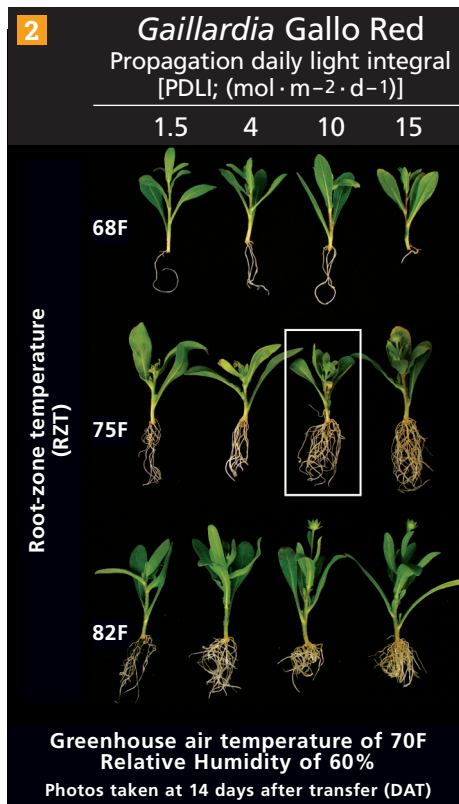 2
Gaillardia Gallo Red
Propagation daily light integral
[PDLI; (mol · m–2 · d–1)]
1.5 4 10 15
68F
Root-zone temperature
(RZT)
75F
82F
Greenhouse air temperature of 70F
Relative Humidity of 60%
Photos taken at 14 days after transfer (DAT)